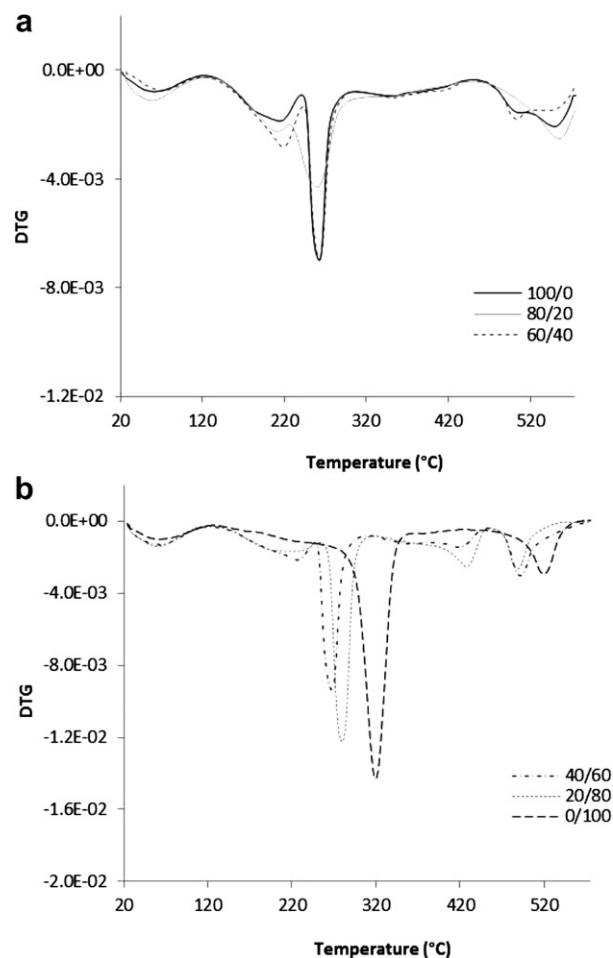 a
0.0E+00
-4.0E-03
DTG
-8.0E-03
100/0
80/20
60/40
-1.2E-02
20 120 220 320 420 520
Temperature (°C)
b
0.0E+00
-4.0E-03
-8.0E-03
DTG
-1.2E-02
40/60
20/80
-1.6E-02
0/100
-2.0E-02
20 120 220 320 420 520
Temperature (°C)